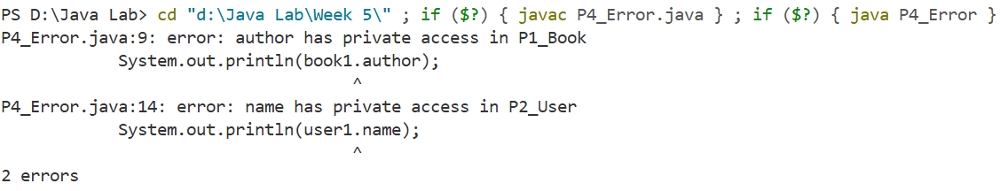 PS D:\Java Lab> cd "d:\Java Lab\Week 5\" ; if ($?) { javac P4_Error.java } ; if ($?) { java P4_Error }
P4_Error.java:9: error: author has private access in P1_Book
            System.out.println(book1.author);
                                    ^
P4_Error.java:14: error: name has private access in P2_User
            System.out.println(user1.name);
                                    ^
2 errors